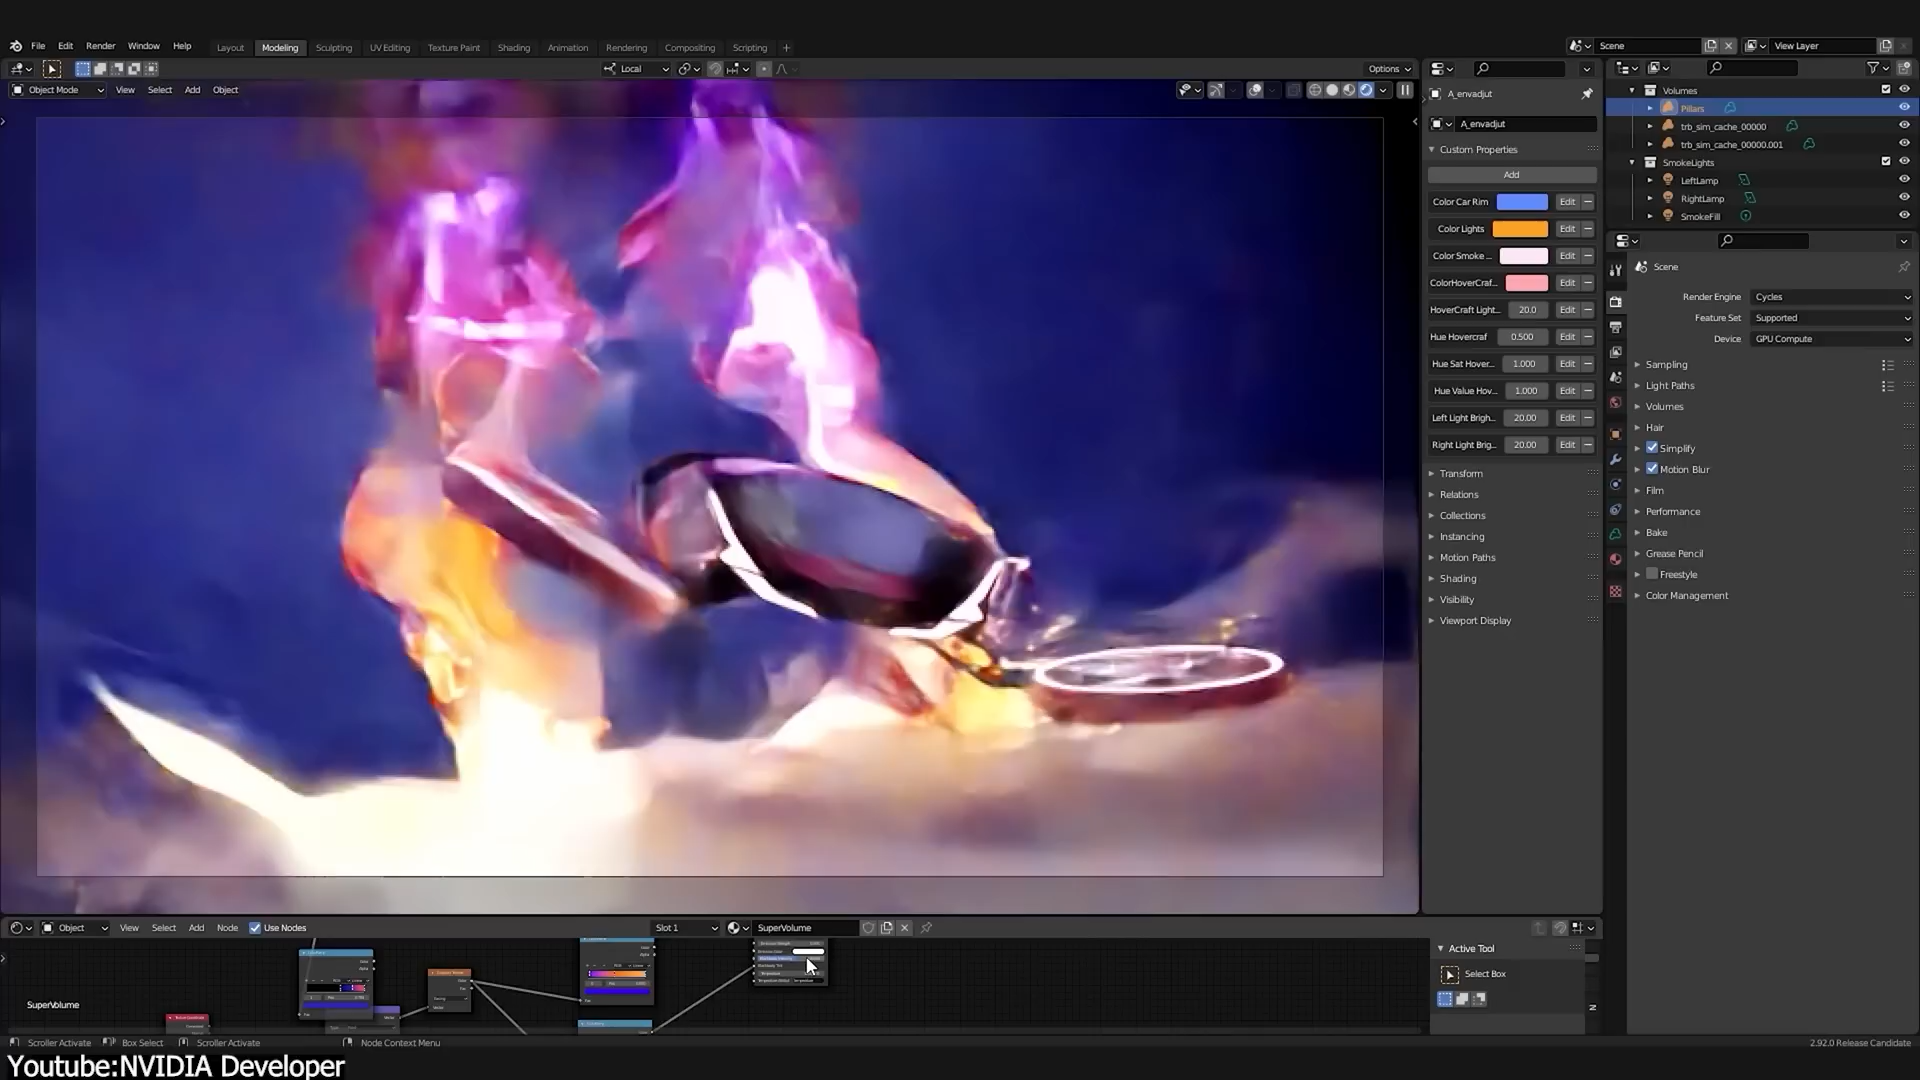 File Edit Render Window Help Layout Modeling Sculpting UV Editing Texture Paint Shading Animation Rendering Compositing Scripting + Scene View Layer
Local Options
Object Mode View Select Add Object
A_envadjut
A_envadjut
Custom Properties
Add
Color Car Rim Edit
Color Lights Edit
Color Smoke ... Edit
ColorHoverCraf... Edit
HoverCraft Light... 20.0 Edit
Hue Hovercraf 0.500 Edit
Hue Sat Hover... 1.000 Edit
Hue Value Hov... 1.000 Edit
Left Light Brigh... 20.00 Edit
Right Light Brig... 20.00 Edit
Transform
Relations
Collections
Instancing
Motion Paths
Shading
Visibility
Viewport Display
Volumes
Pillars
trb_sim_cache_00000
trb_sim_cache_00000.001
SmokeLights
LeftLamp
RightLamp
SmokeFill
Scene
Render Engine Cycles
Feature Set Supported
Device GPU Compute
Sampling
Light Paths
Volumes
Hair
Simplify
Motion Blur
Film
Performance
Bake
Grease Pencil
Freestyle
Color Management
Object View Select Add Node Use Nodes Slot 1 SuperVolume
Active Tool
Select Box
SuperVolume
Scroller Activate Box Select Scroller Activate Node Context Menu 2.92.0 Release Candidate
Youtube:NVIDIA Developer